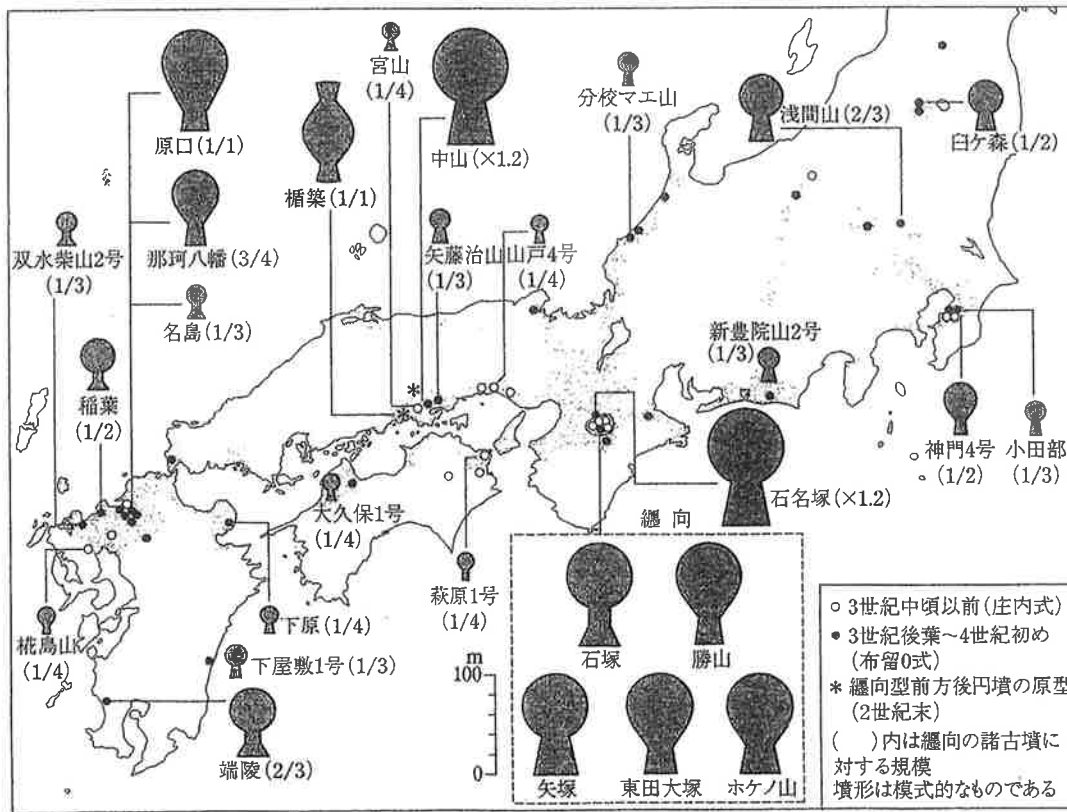 宮山
(1/4)
原口(1/1)
楯築(1/1)
中山(×1.2)
分校マエ山
(1/3)
浅間山(2/3)
臼ケ森(1/2)
双水柴山2号
(1/3)
那珂八幡(3/4)
矢藤治山
(1/3)
山戸4号
(1/4)
名島(1/3)
新豊院山2号
(1/3)
稲葉
(1/2)
神門4号
(1/2)
小田部
(1/3)
大久保1号
(1/4)
石名塚(×1.2)
纒向
萩原1号
(1/4)
石塚
勝山
椛島山
(1/4)
下原(1/4)
下屋敷1号(1/3)
端陵(2/3)
m
100
0
矢塚
東田大塚
ホケノ山
○ 3世紀中頃以前(庄内式)
● 3世紀後葉〜4世紀初め
(布留0式)
* 纒向型前方後円墳の原型
(2世紀末)
( )内は纒向の諸古墳に
対する規模
墳形は模式的なものである